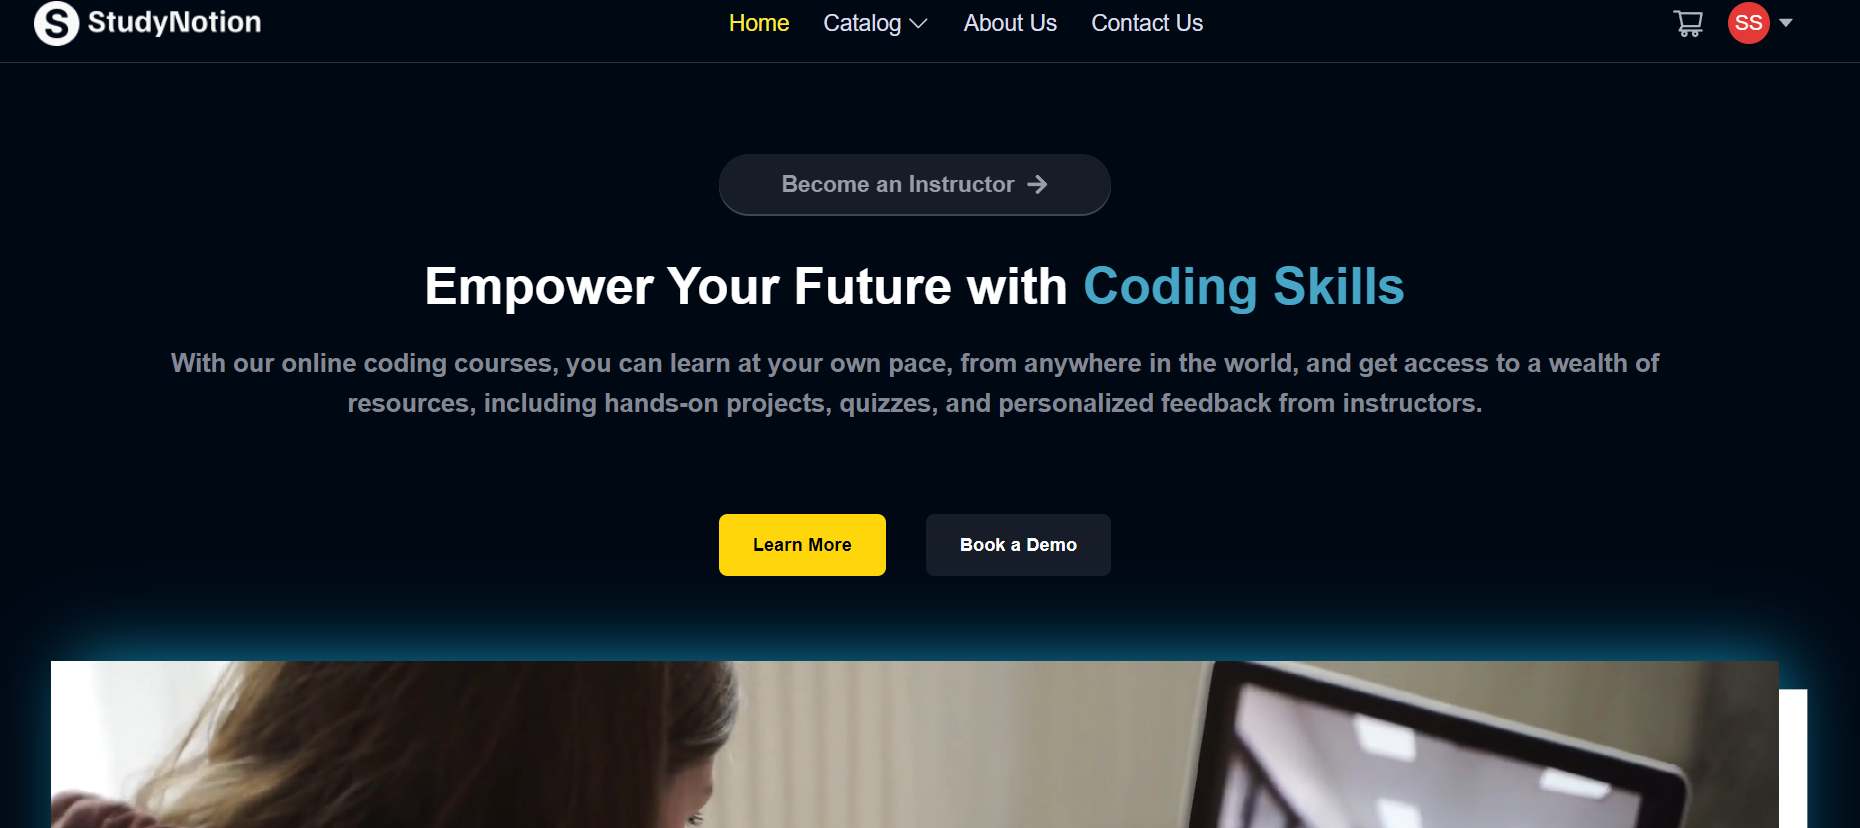 S StudyNotion
Home Catalog About Us Contact Us
SS
Become an Instructor
Empower Your Future with Coding Skills
With our online coding courses, you can learn at your own pace, from anywhere in the world, and get access to a wealth of
resources, including hands-on projects, quizzes, and personalized feedback from instructors.
Learn More
Book a Demo